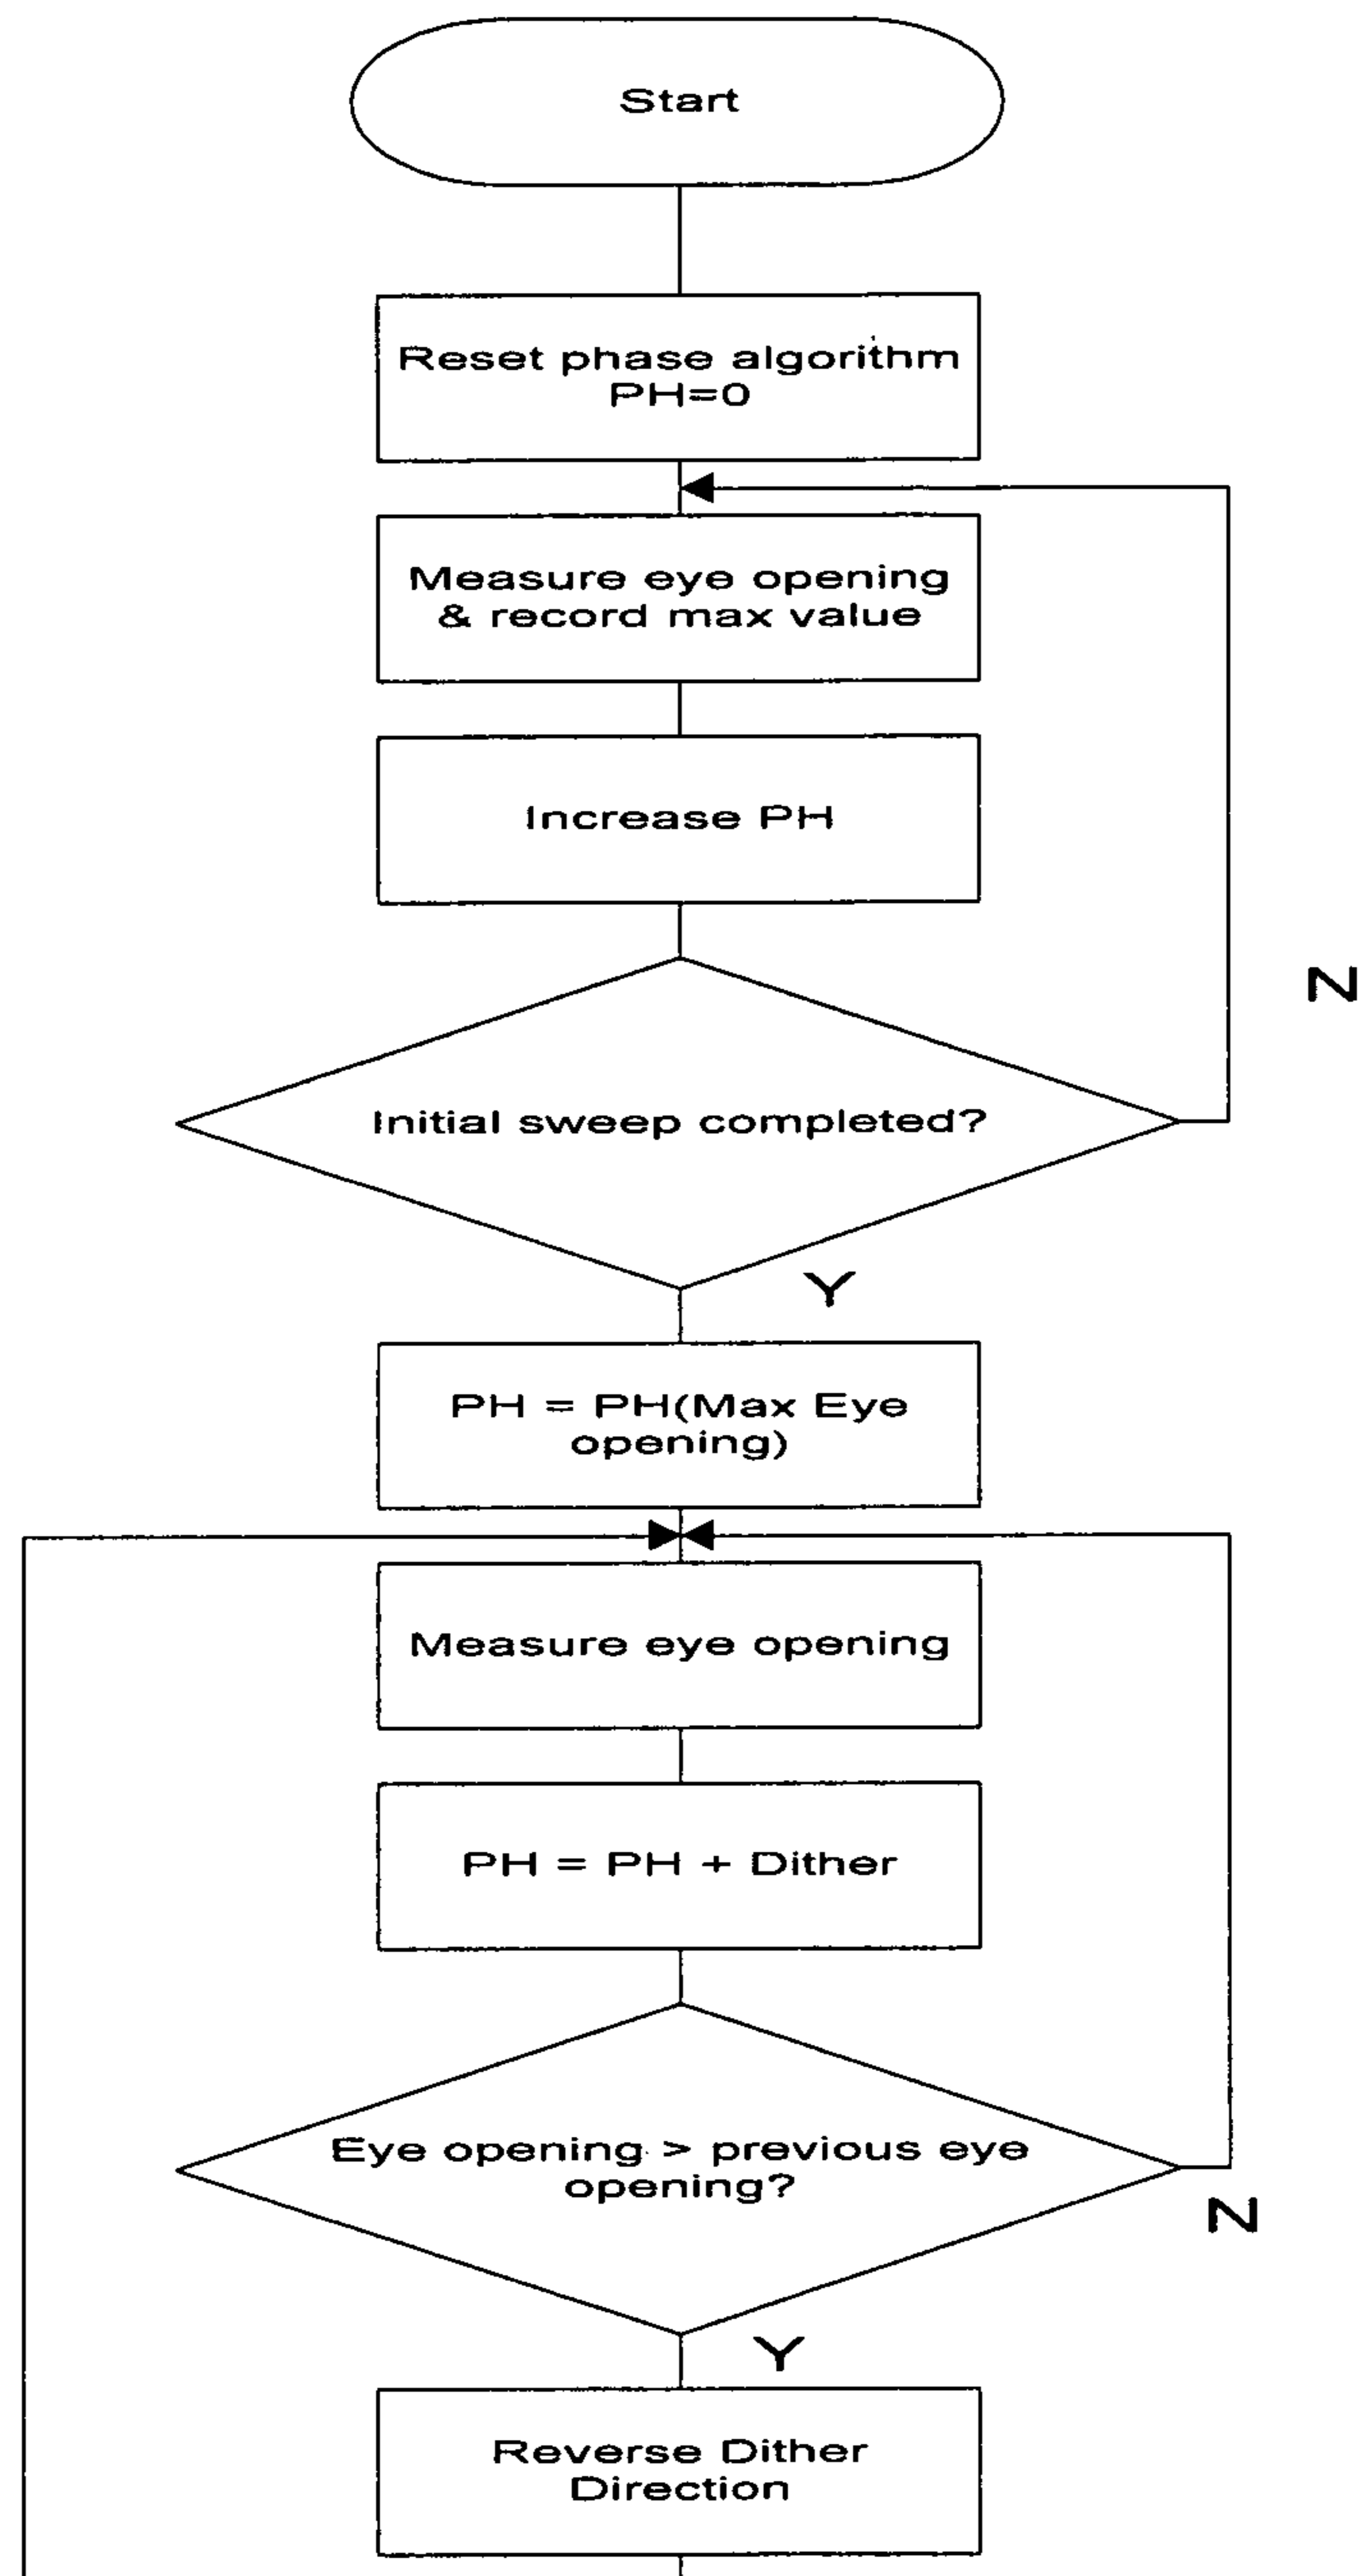 Start
Reset phase algorithm
PH=0
Measure eye opening
& record max value
Increase PH
N
Initial sweep completed?
Y
PH = PH(Max Eye
opening)
Measure eye opening
PH = PH + Dither
Eye opening > previous eye
opening?
N
Y
Reverse Dither
Direction